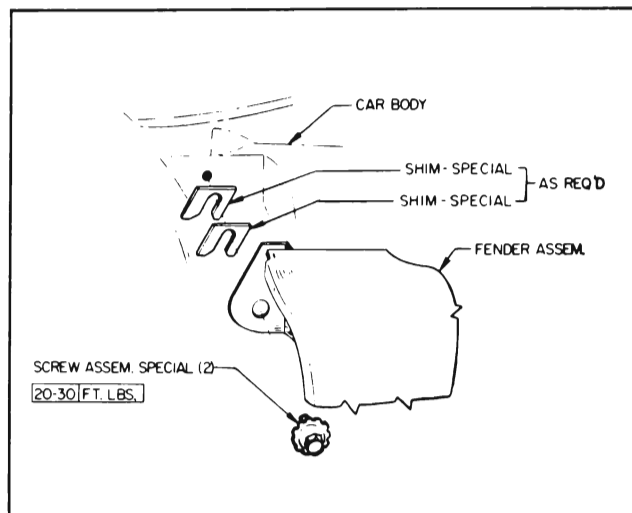 CAR BODY
SHIM-SPECIAL
AS REQ'D
SHIM-SPECIAL
FENDER ASSEM.
SCREW ASSEM. SPECIAL (2)
20-30 FT. LBS.